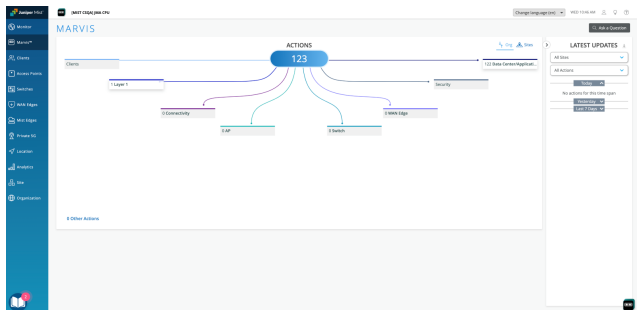 Juniper Mist
[MIST CSQA] JMA CPU
Change language (en)
WED 10:46 AM
MARVIS
Ask a Question
Monitor
Marvis™
Clients
Access Points
Switches
WAN Edges
Mist Edges
Private 5G
Location
Analytics
Site
Organization
ACTIONS
Org
Sites
123
Clients
122 Data Center/Applicati...
1 Layer 1
Security
0 Connectivity
0 WAN Edge
0 AP
0 Switch
0 Other Actions
LATEST UPDATES
All Sites
All Actions
Today
No actions for this time span
Yesterday
Last 7 Days